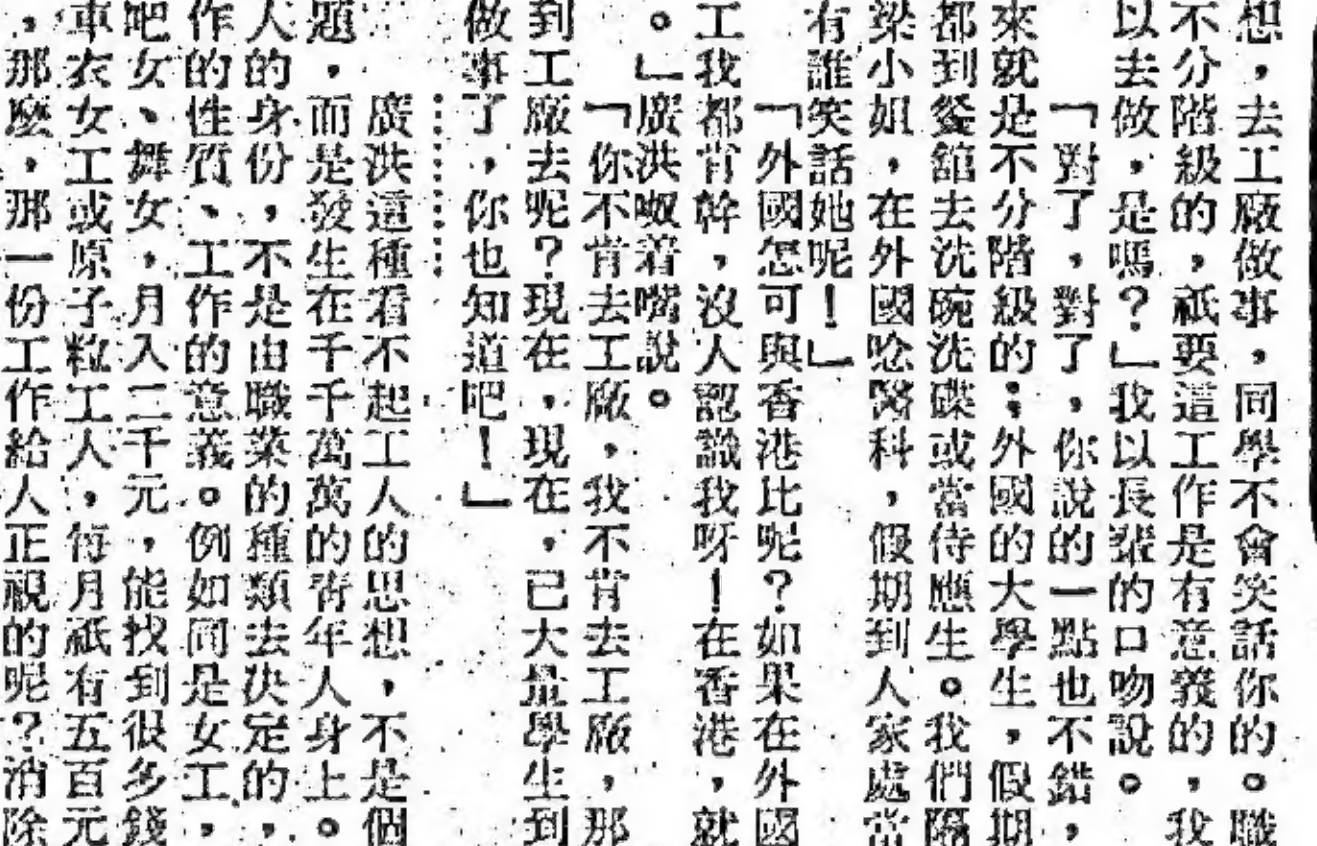 想，去工廠做事，同學不會笑話你的。職
不分階級的，祇要這工作是有意義的，我
以去做，是嗎？」我以長輩的口吻說。
「對了，對了，你說的一點也不錯，
來就是不分階級的；外國的大學生，假期
都到餐館去洗碗洗碟或當侍應生。我們隔
梁小姐，在外國唸醫科，假期到人家處當
有誰笑話她呢！」
「外國怎可與香港比呢？如果在外國
工我都肯幹，沒人認識我呀！在香港，就
。」廣洪呶着嘴說。
「你不肯去工廠，我不肯去工廠，那
到工廠去呢？現在，現在，已大量學生到
做事了，你也知道吧！」
⋯⋯
廣洪這種看不起工人的思想，不是個
題，而是發生在千千萬萬的青年人身上。
人的身份，不是由職業的種類去決定的，
作的性質、工作的意義。例如同是女工，
吧女、舞女，月入二千元，能找到很多錢
車衣女工或原子粒工人，每月祇有五百元
，那麼，那一份工作給人正視的呢？消除